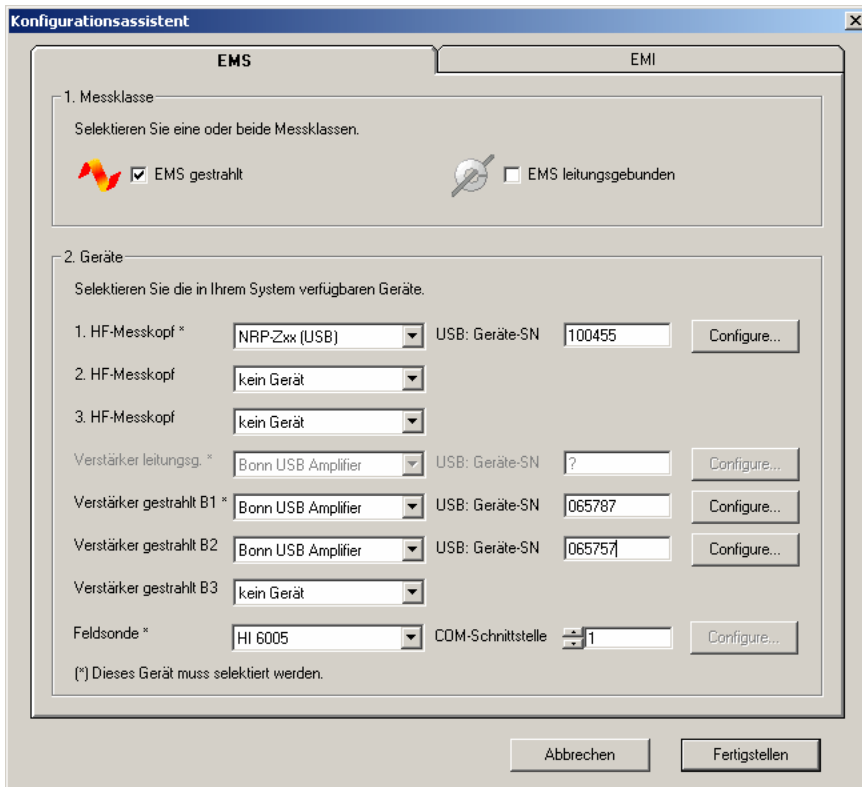 Konfigurationsassistent
EMS EMI
1. Messklasse
Selektieren Sie eine oder beide Messklassen.
EMS gestrahlt EMS leitungsgebunden
2. Geräte
Selektieren Sie die in Ihrem System verfügbaren Geräte.
1. HF-Messkopf * NRP-Zxx (USB) USB: Geräte-SN 100455 Configure...
2. HF-Messkopf kein Gerät
3. HF-Messkopf kein Gerät
Verstärker leitungsg. * Bonn USB Amplifier USB: Geräte-SN ? Configure...
Verstärker gestrahlt B1 * Bonn USB Amplifier USB: Geräte-SN 065787 Configure...
Verstärker gestrahlt B2 Bonn USB Amplifier USB: Geräte-SN 065757 Configure...
Verstärker gestrahlt B3 kein Gerät
Feldsonde * HI 6005 COM-Schnittstelle 1 Configure...
(*) Dieses Gerät muss selektiert werden.
Abbrechen Fertigstellen